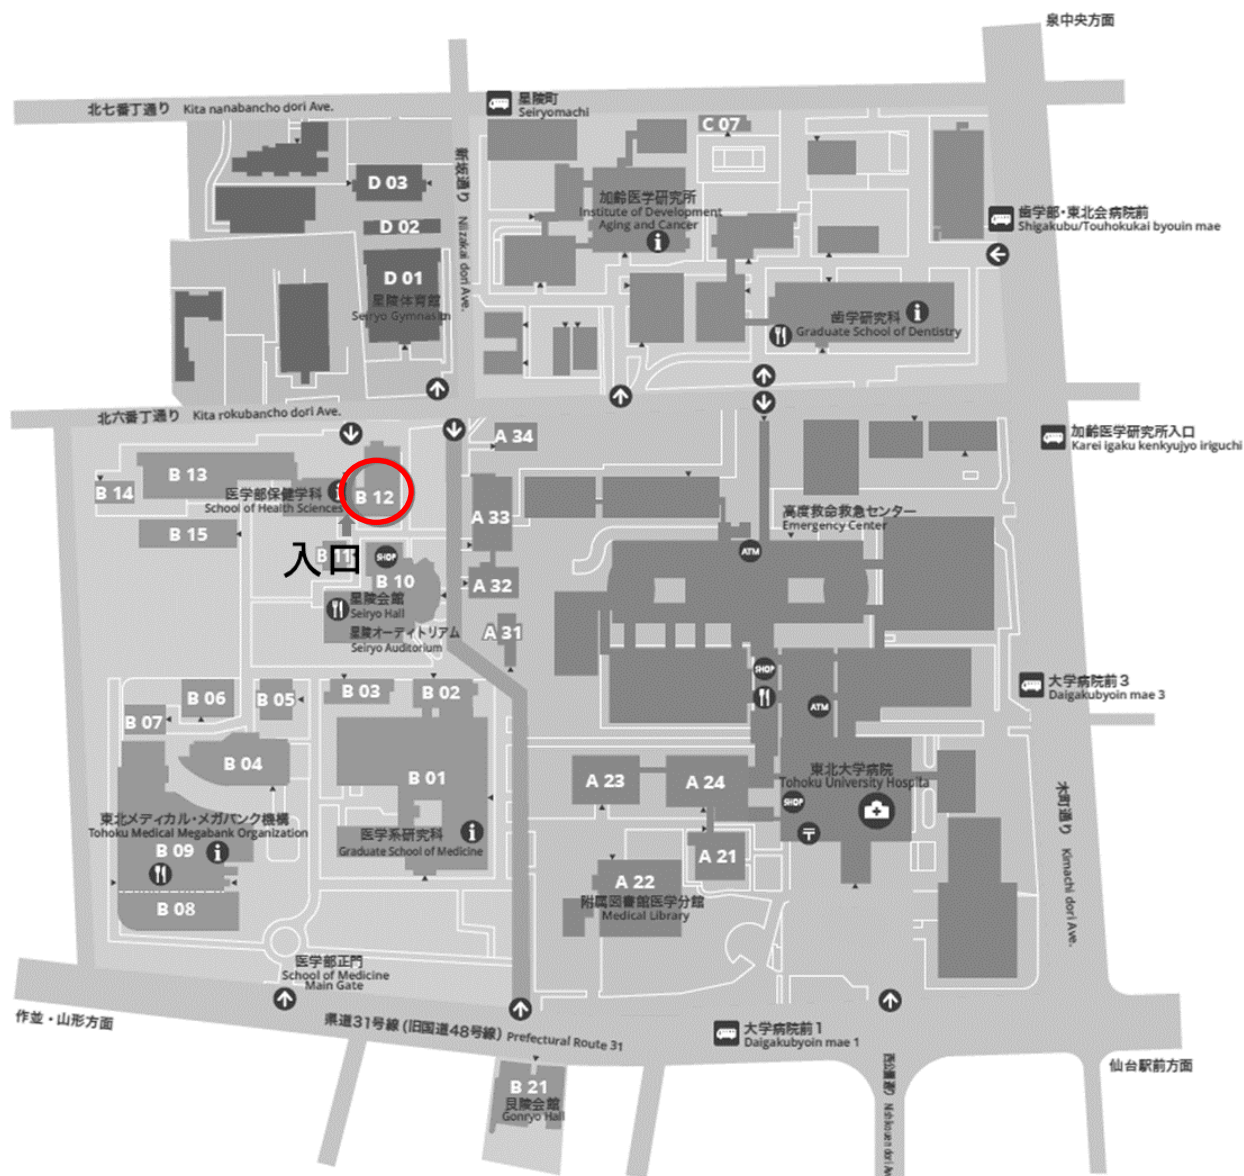 泉中央方面
北七番丁通り Kita nanabancho dori Ave.
星陵町
Seiryomachi
C 07
新坂通り Niizakai dori Ave.
D 03
D 02
D 01
星陵体育館
Seiryo Gymnasium
加齢医学研究所
Institute of Development
Aging and Cancer
歯学部・東北会病院前
Shigakubu/Touhokukai byouin mae
歯学研究科
Graduate School of Dentistry
北六番丁通り Kita rokubancho dori Ave.
加齢医学研究所入口
Karei igaku kenkyujyo iriguchi
A 34
B 13
B 14
医学部保健学科
School of Health Sciences
B 12
B 15
A 33
高度救命救急センター
Emergency Center
ATM
入口
B 11
SHOP
B 10
A 32
星陵会館
Seiryo Hall
星陵オーディトリアム
Seiryo Auditorium
A 31
SHOP
大学病院前 3
Daigakubyoin mae 3
ATM
B 03
B 02
B 06
B 05
B 07
B 04
B 01
A 23
A 24
東北大学病院
Tohoku University Hospita
SHOP
〒
木町通り Kimachi dori Ave.
東北メディカル・メガバンク機構
Tohoku Medical Megabank Organization
B 09
B 08
医学系研究科
Graduate School of Medicine
A 21
A 22
附属図書館医学分館
Medical Library
医学部正門
School of Medicine
Main Gate
作並・山形方面
県道31号線 (旧国道48号線) Prefectural Route 31
大学病院前 1
Daigakubyoin mae 1
仙台駅前方面
西公園通り Nishikouen dori Ave
B 21
艮陵会館
Gonryo Hall